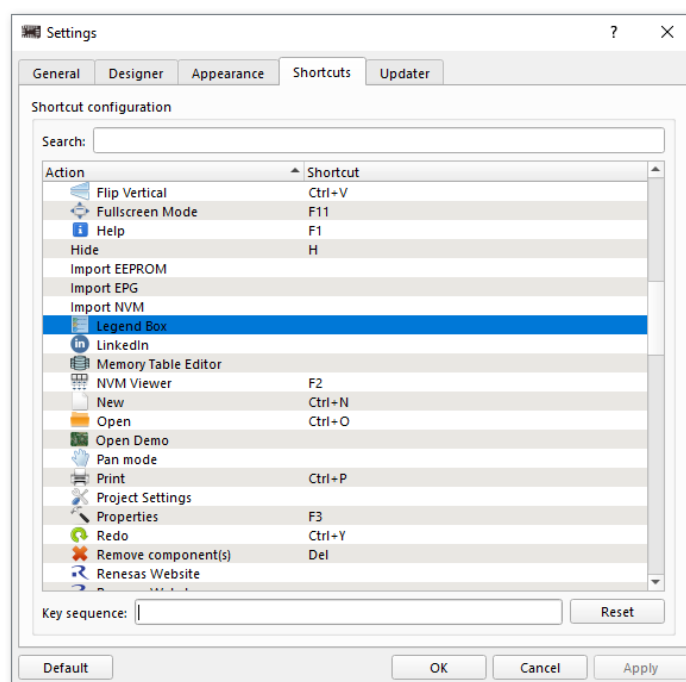 Settings
?
General Designer Appearance Shortcuts Updater
Shortcut configuration
Search:
Action Shortcut
Flip Vertical Ctrl+V
Fullscreen Mode F11
Help F1
Hide H
Import EEPROM
Import EPG
Import NVM
Legend Box
in LinkedIn
Memory Table Editor
NVM Viewer F2
New Ctrl+N
Open Ctrl+O
Open Demo
Pan mode
Print Ctrl+P
Project Settings
Properties F3
Redo Ctrl+Y
Remove component(s) Del
Renesas Website
Key sequence: Reset
Default OK Cancel Apply